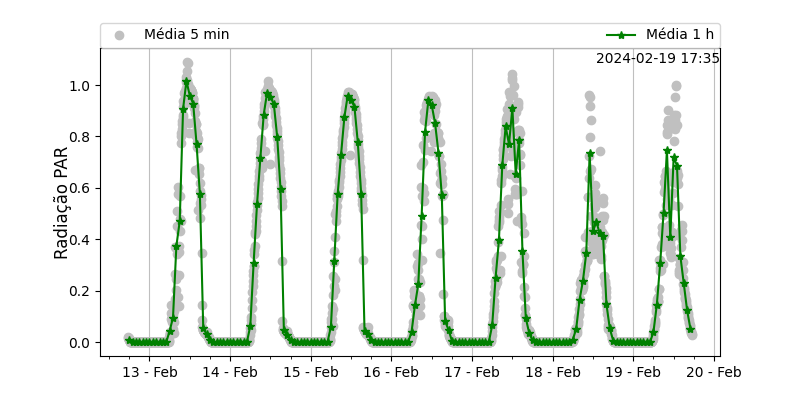 Média 5 min
Média 1 h
2024-02-19 17:35
Radiação PAR
1.0
0.8
0.6
0.4
0.2
0.0
13 - Feb
14 - Feb
15 - Feb
16 - Feb
17 - Feb
18 - Feb
19 - Feb
20 - Feb